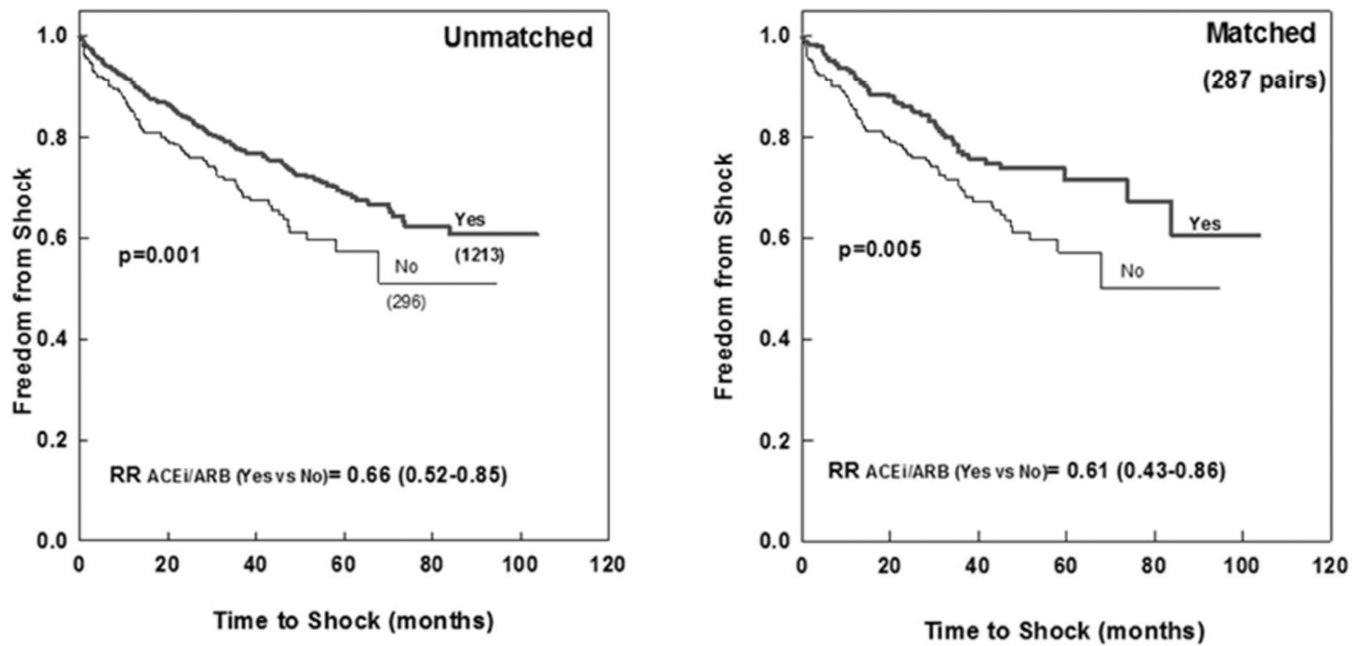 Unmatched
1.0
0.8
0.6
0.4
0.2
0.0
Freedom from Shock
Yes
(1213)
p=0.001
No
(296)
RR ACEi/ARB (Yes vs No)= 0.66 (0.52-0.85)
0 20 40 60 80 100 120
Time to Shock (months)
Matched
(287 pairs)
1.0
0.8
0.6
0.4
0.2
0.0
Freedom from Shock
Yes
p=0.005
No
RR ACEi/ARB (Yes vs No)= 0.61 (0.43-0.86)
0 20 40 60 80 100 120
Time to Shock (months)